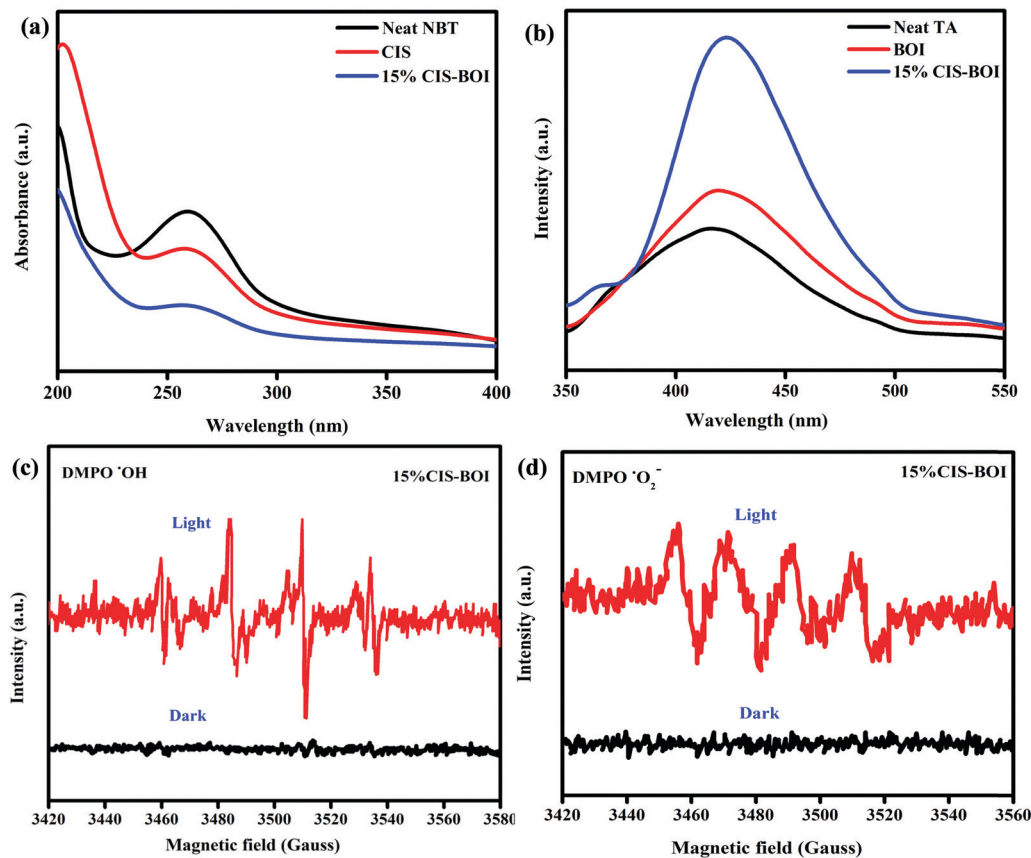 (a)
Neat NBT
CIS
15% CIS-BOI
Absorbance (a.u.)
200 250 300 350 400
Wavelength (nm)
(b)
Neat TA
BOI
15% CIS-BOI
Intensity (a.u.)
350 400 450 500 550
Wavelength (nm)
(c)
DMPO ˙OH 15%CIS-BOI
Light
Dark
Intensity (a.u.)
3420 3440 3460 3480 3500 3520 3540 3560 3580
Magnetic field (Gauss)
(d)
DMPO ˙O₂⁻ 15%CIS-BOI
Light
Dark
Intensity (a.u.)
3420 3440 3460 3480 3500 3520 3540 3560
Magnetic field (Gauss)